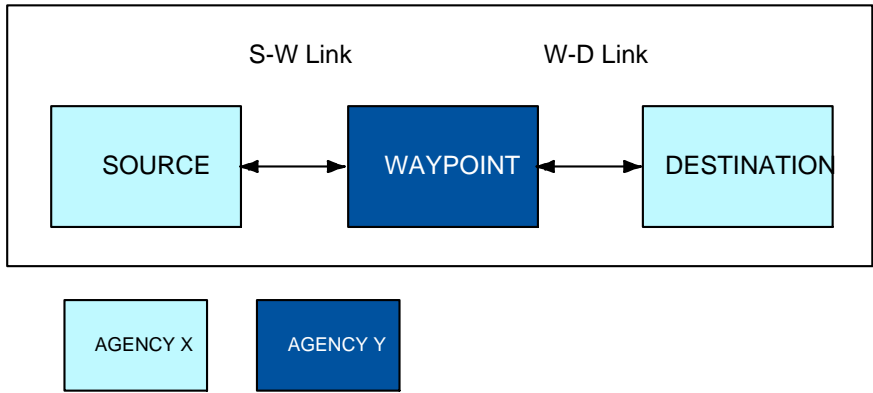 S-W Link W-D Link
SOURCE WAYPOINT DESTINATION
AGENCY X AGENCY Y